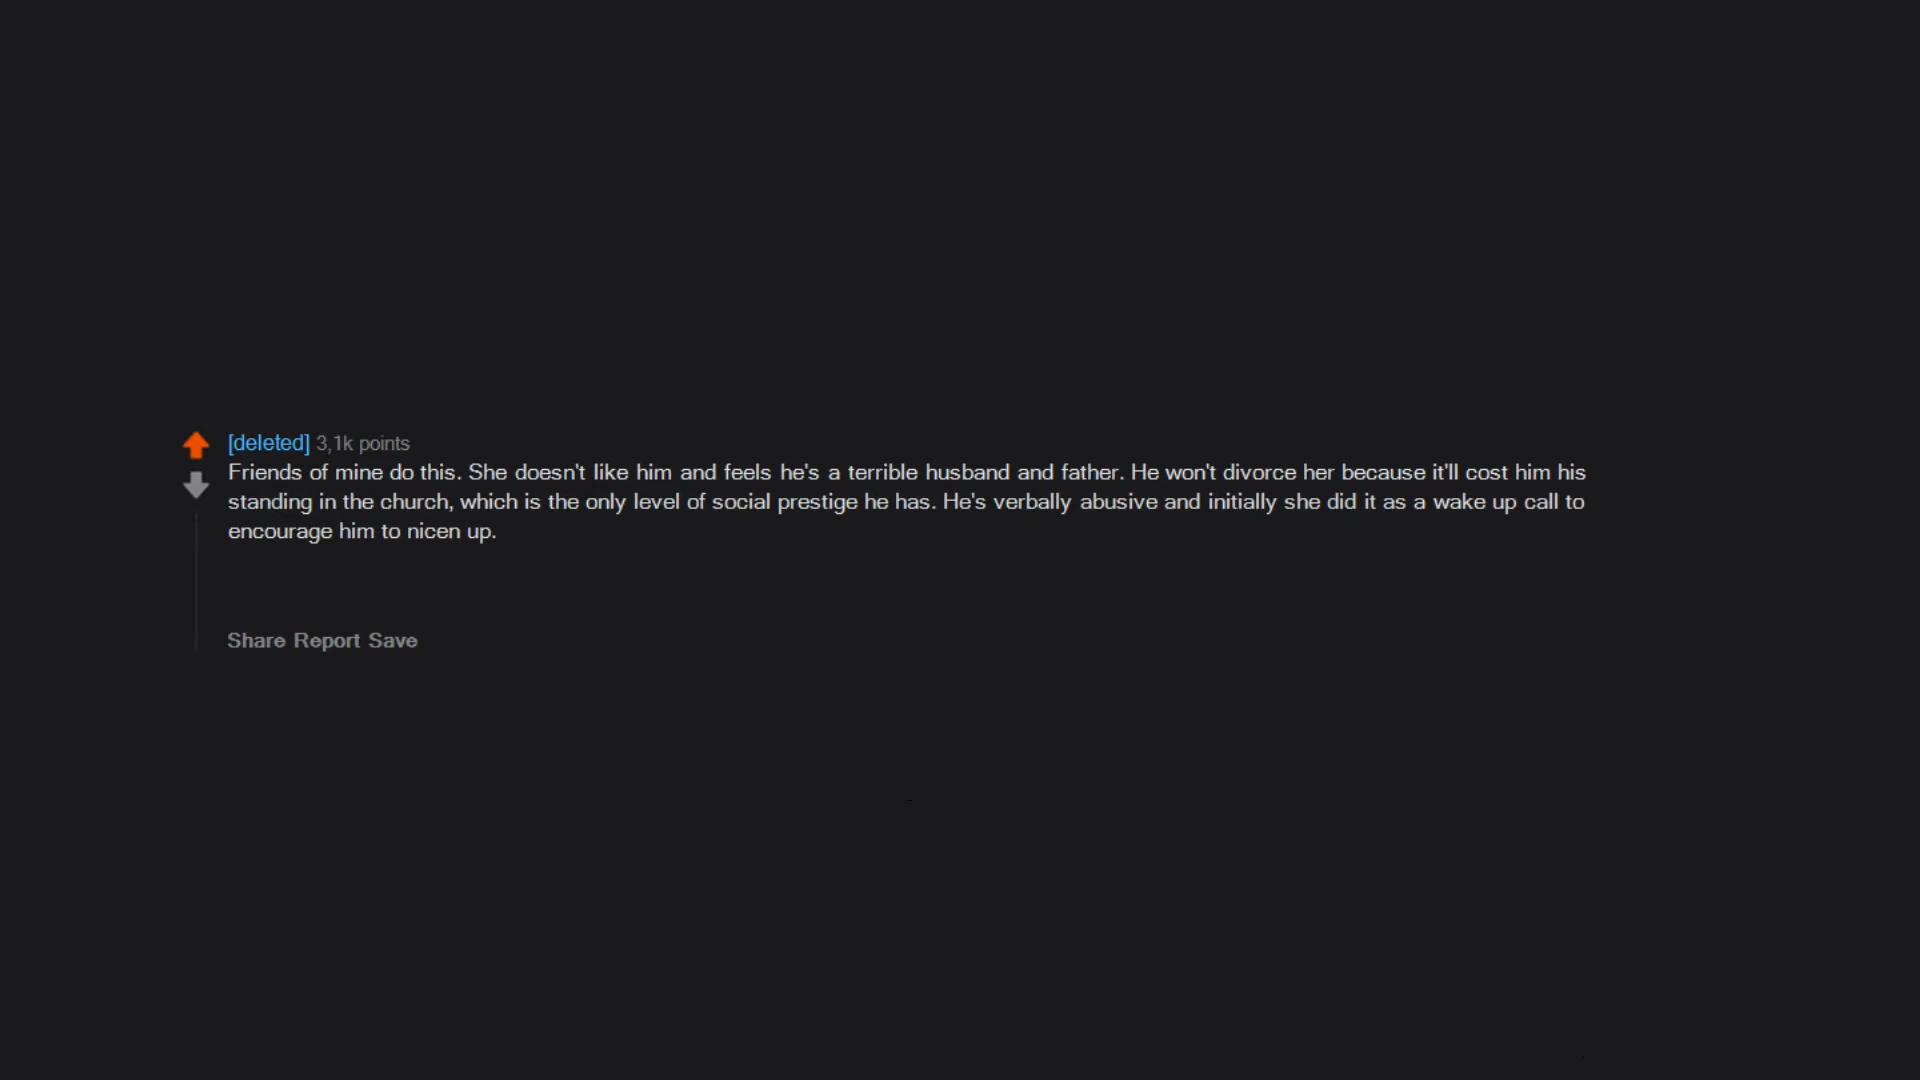 [deleted] 3,1k points
Friends of mine do this. She doesn't like him and feels he's a terrible husband and father. He won't divorce her because it'll cost him his
standing in the church, which is the only level of social prestige he has. He's verbally abusive and initially she did it as a wake up call to
encourage him to nicen up.
Share Report Save